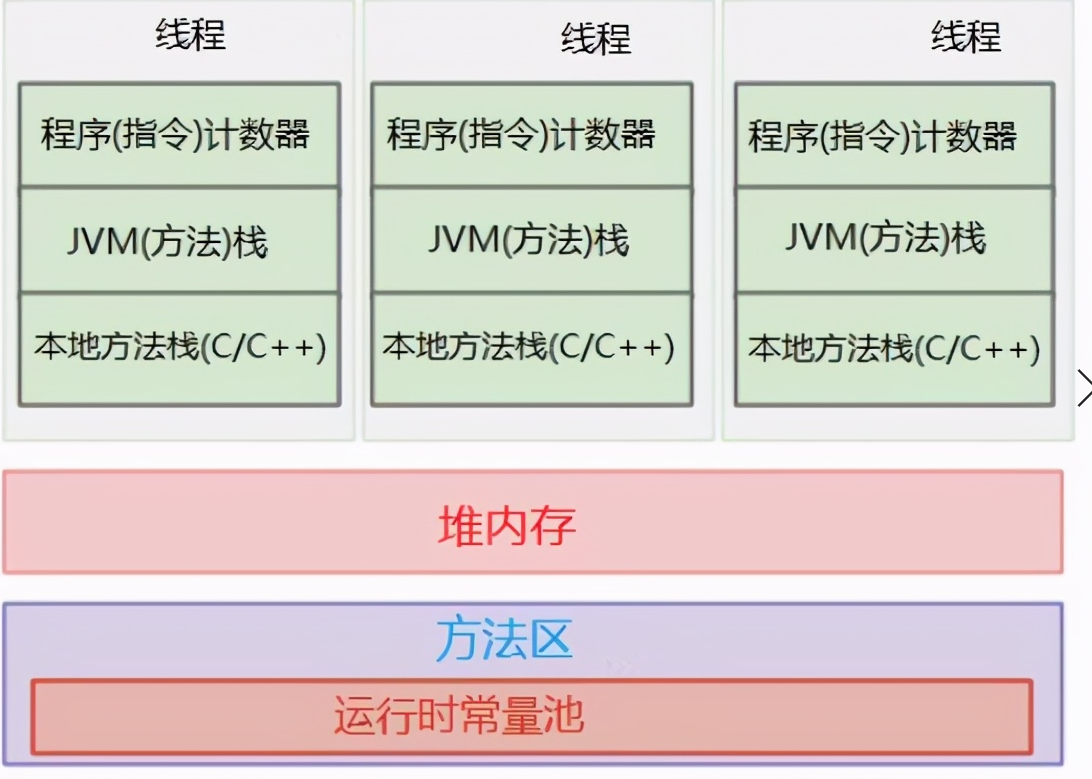 线程
线程
线程
程序(指令)计数器
程序(指令)计数器
程序(指令)计数器
JVM(方法)栈
JVM(方法)栈
JVM(方法)栈
本地方法栈(C/C++)
本地方法栈(C/C++)
本地方法栈(C/C++)
堆内存
方法区
运行时常量池